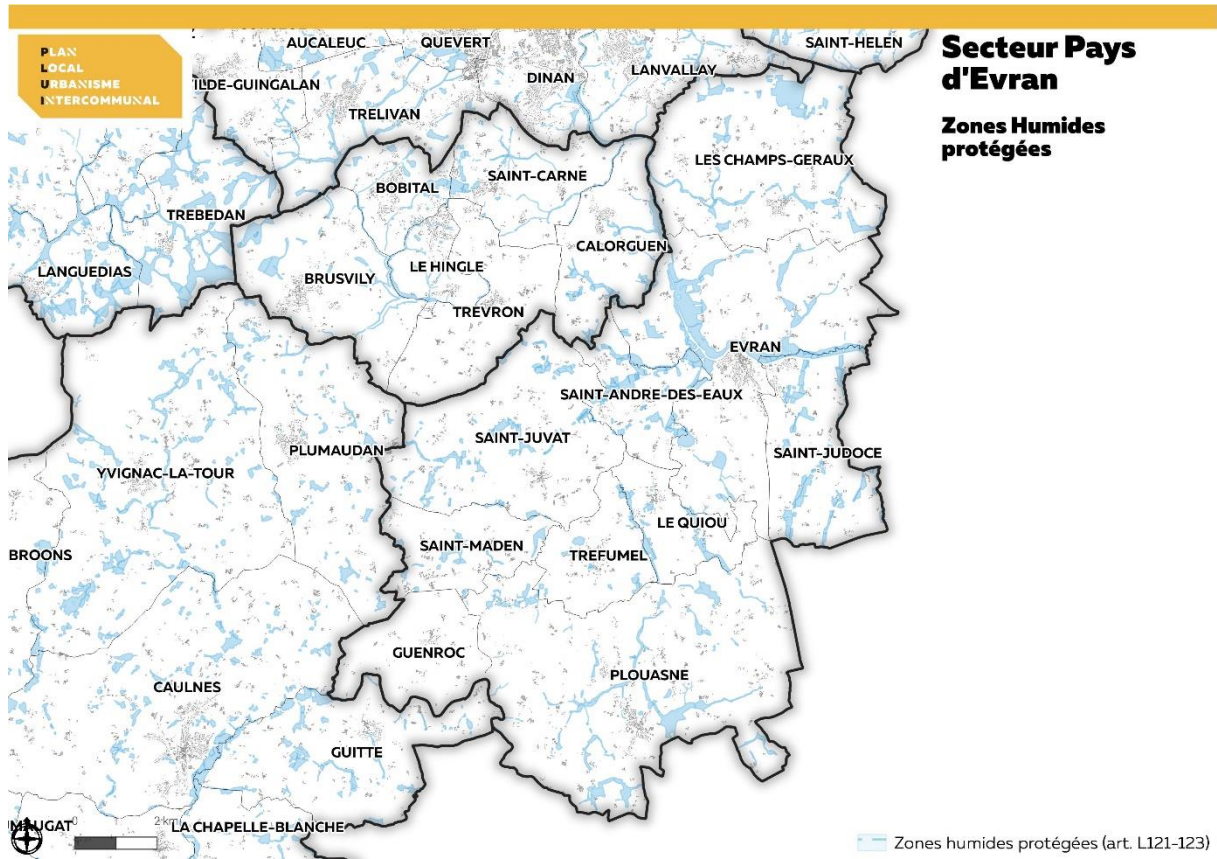 PLAN
LOCAL
URBANISME
INTERCOMMUNAL
Secteur Pays
d'Evran
Zones Humides
protégées
AUCALEUC
QUEVERT
SAINT-HELEN
DINAN
LANVALLAY
ILDE-GUINGALAN
TRELIVAN
LES CHAMPS-GERAUX
BOBITAL
SAINT-CARNE
TREBEDAN
CALORGUEN
LANGUEDIAS
BRUSVILY
LE HINGLE
TREVRON
EVRAN
SAINT-ANDRE-DES-EAUX
SAINT-JUVAT
PLUMAUDAN
SAINT-JUDOCE
YVIGNAC-LA-TOUR
LE QUIOU
BROONS
SAINT-MADEN
TREFUMEL
GUENROC
PLOUASNE
CAULNES
GUITTE
LA CHAPELLE-BLANCHE
0
2 km
Zones humides protégées (art. L121-123)